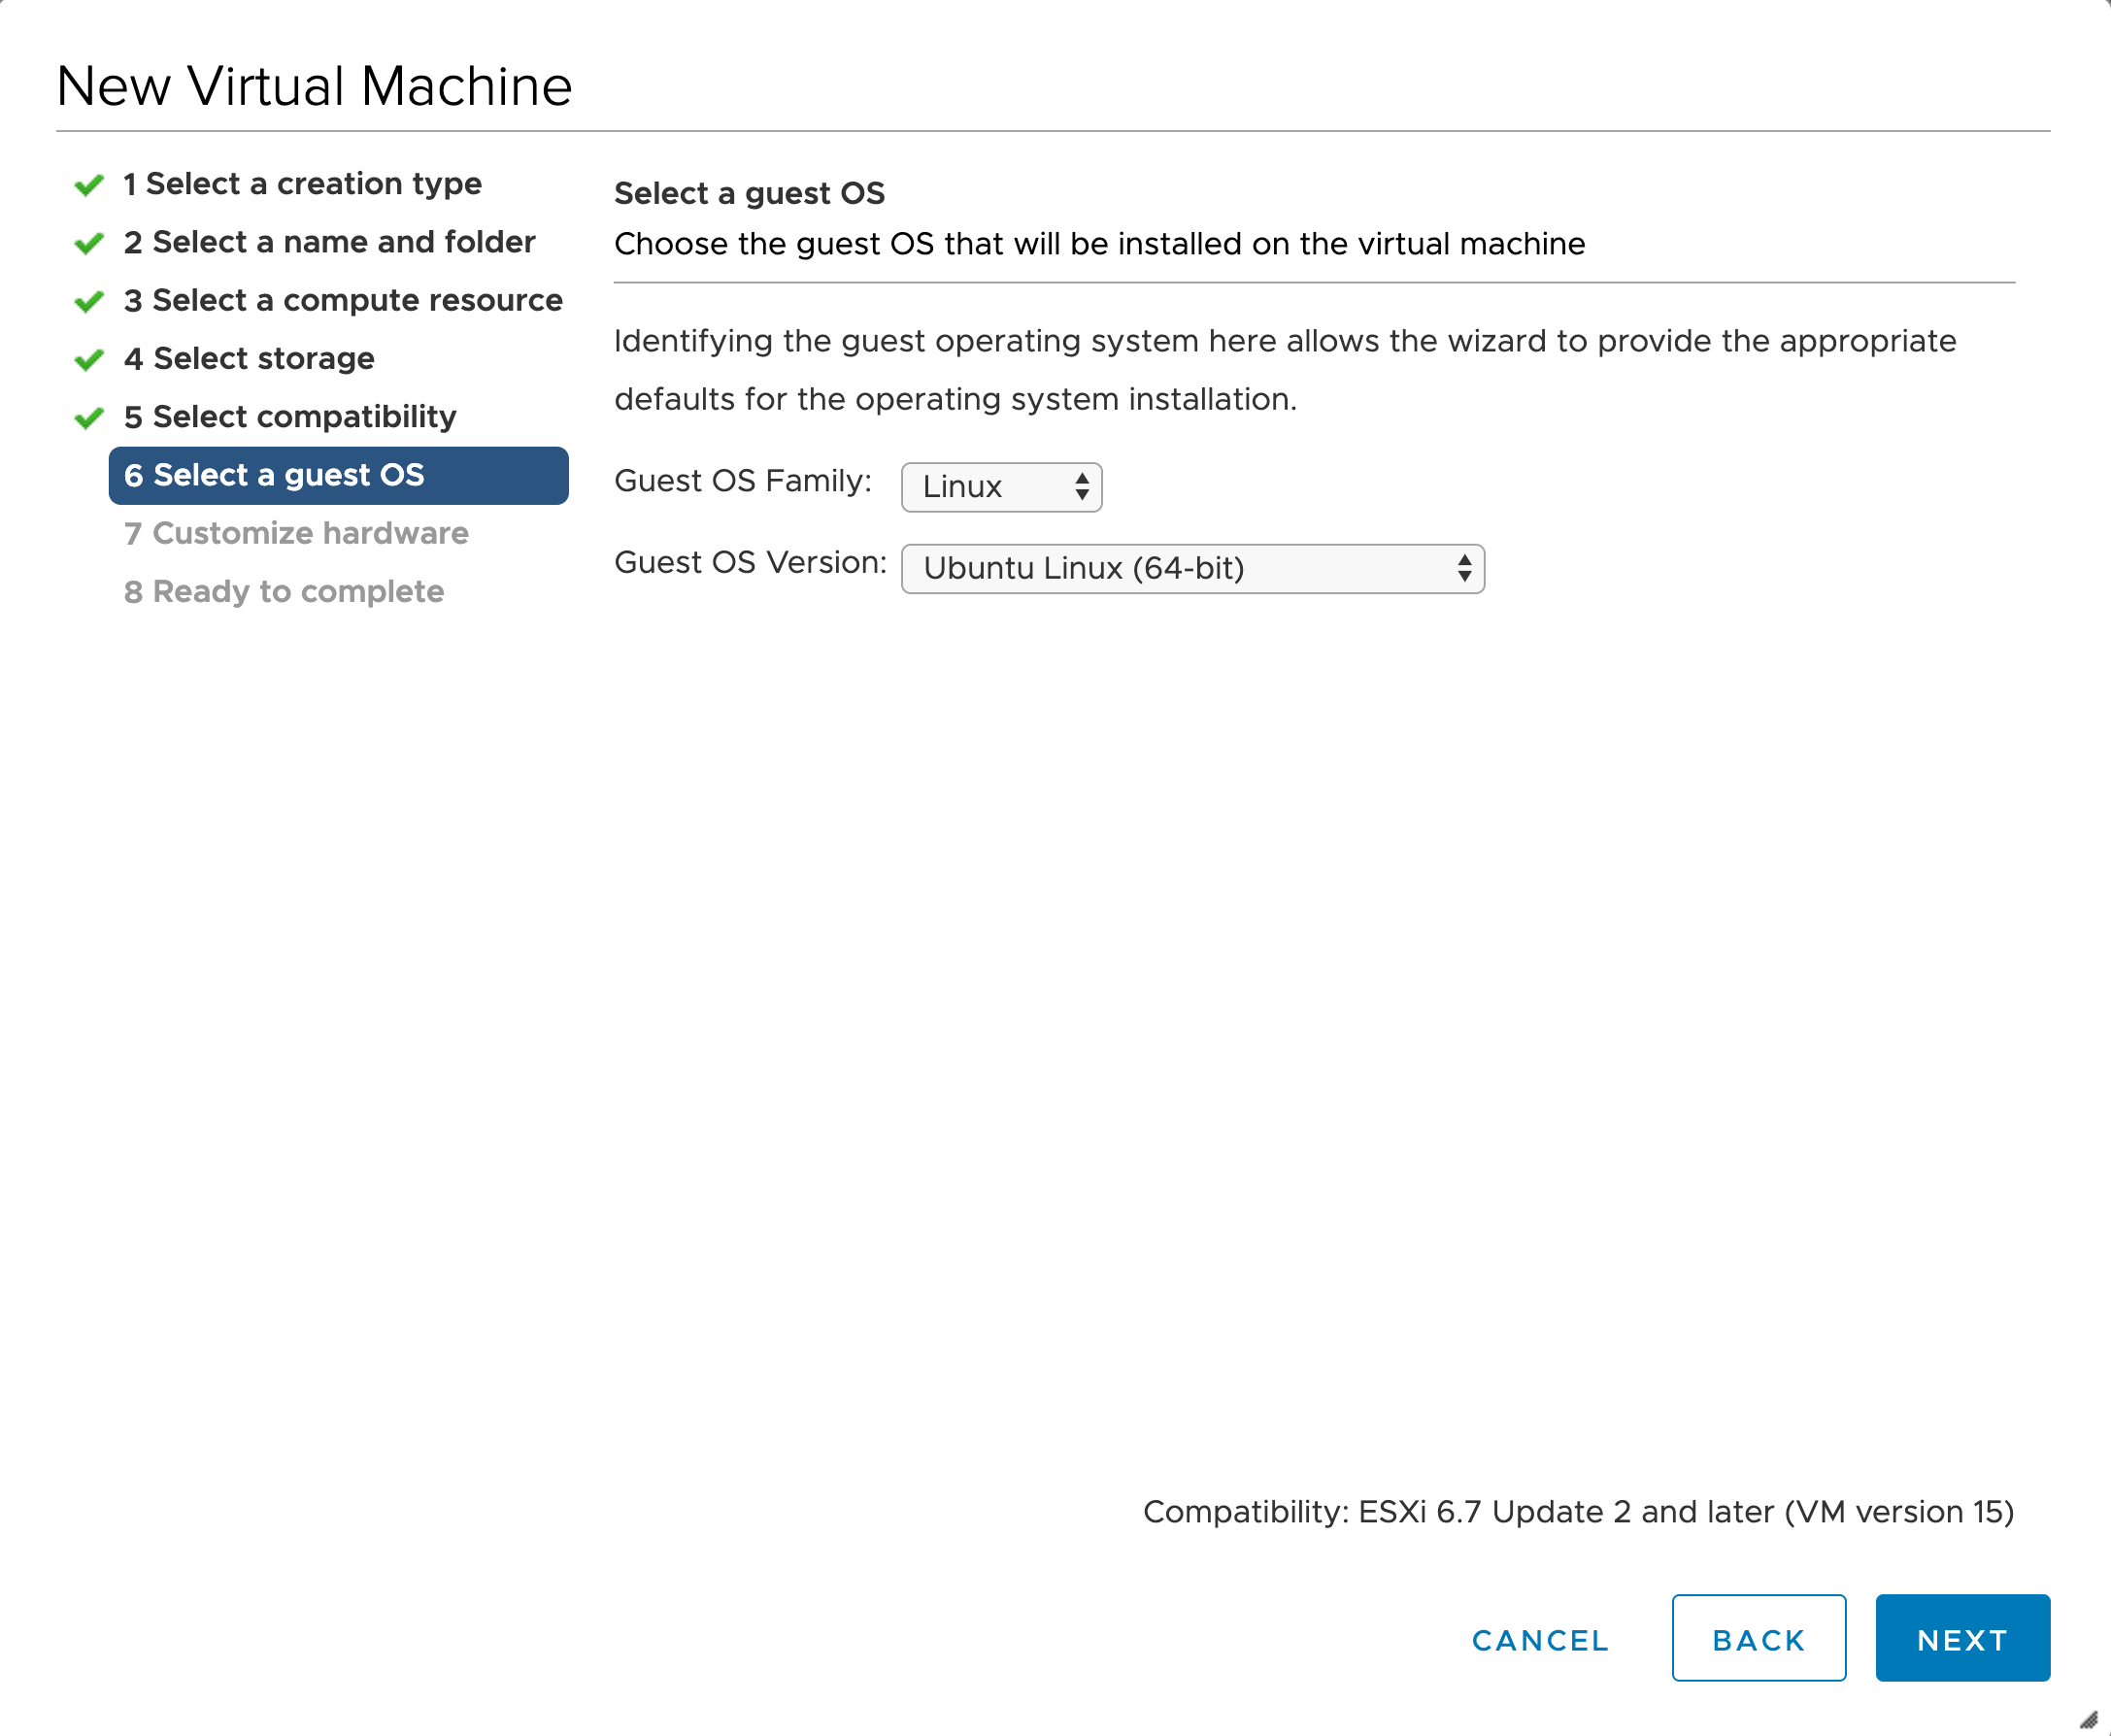 New Virtual Machine
1 Select a creation type
2 Select a name and folder
3 Select a compute resource
4 Select storage
5 Select compatibility
6 Select a guest OS
7 Customize hardware
8 Ready to complete
Select a guest OS
Choose the guest OS that will be installed on the virtual machine
Identifying the guest operating system here allows the wizard to provide the appropriate
defaults for the operating system installation.
Guest OS Family: Linux
Guest OS Version: Ubuntu Linux (64-bit)
Compatibility: ESXi 6.7 Update 2 and later (VM version 15)
CANCEL BACK NEXT